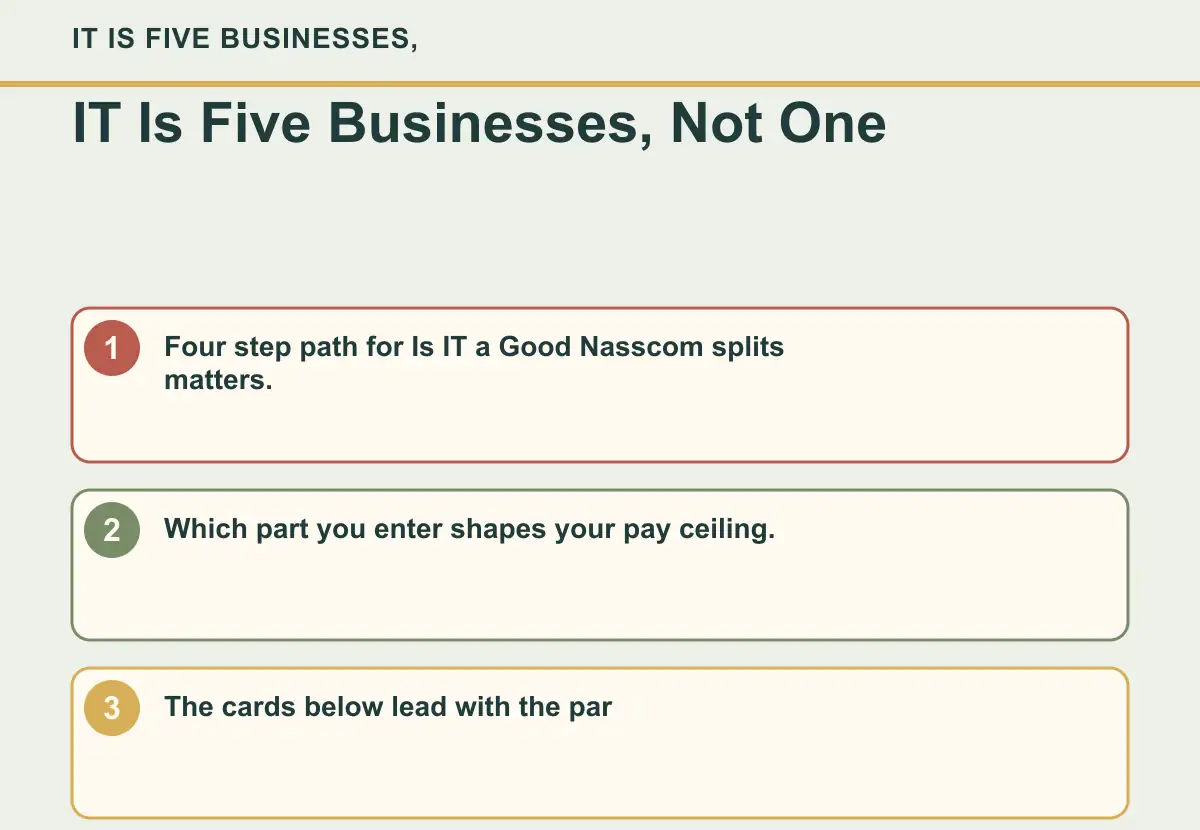 IT IS FIVE BUSINESSES,
IT Is Five Businesses, Not One
1
Four step path for Is IT a Good Nasscom splits
matters.
2
Which part you enter shapes your pay ceiling.
3
The cards below lead with the par